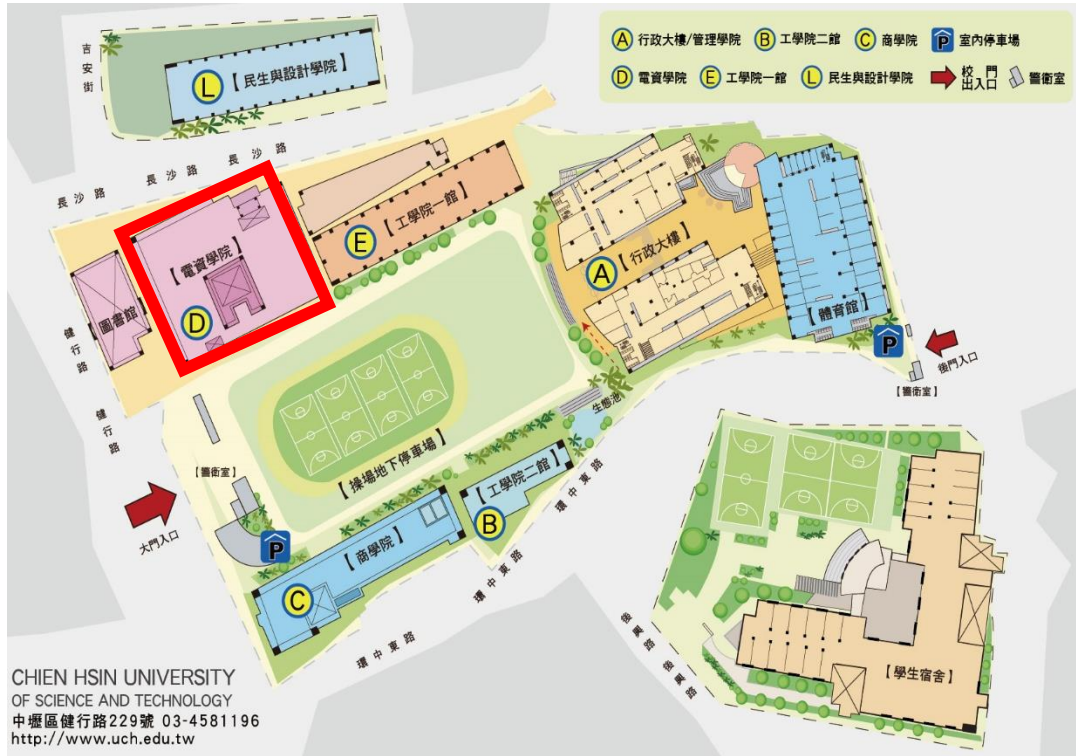 Ⓐ 行政大樓/管理學院 Ⓑ 工學院二館 Ⓒ 商學院 P 室內停車場
Ⓓ 電資學院 Ⓔ 工學院一館 Ⓛ 民生與設計學院 校門出入口 警衛室
吉安街
L 【民生與設計學院】
長沙路
長沙路
長沙路
E 【工學院一館】
【電資學院】
D
圖書館
A 【行政大樓】
【體育館】
P
後門入口
【警衛室】
健行路
健行路
生態池
【操場地下停車場】
【警衛室】
大門入口
P
【工學院二館】
B
【商學院】
C
環中東路
環中東路
環中東路
後興路
後興路
【學生宿舍】
CHIEN HSIN UNIVERSITY
OF SCIENCE AND TECHNOLOGY
中壢區健行路229號 03-4581196
http://www.uch.edu.tw